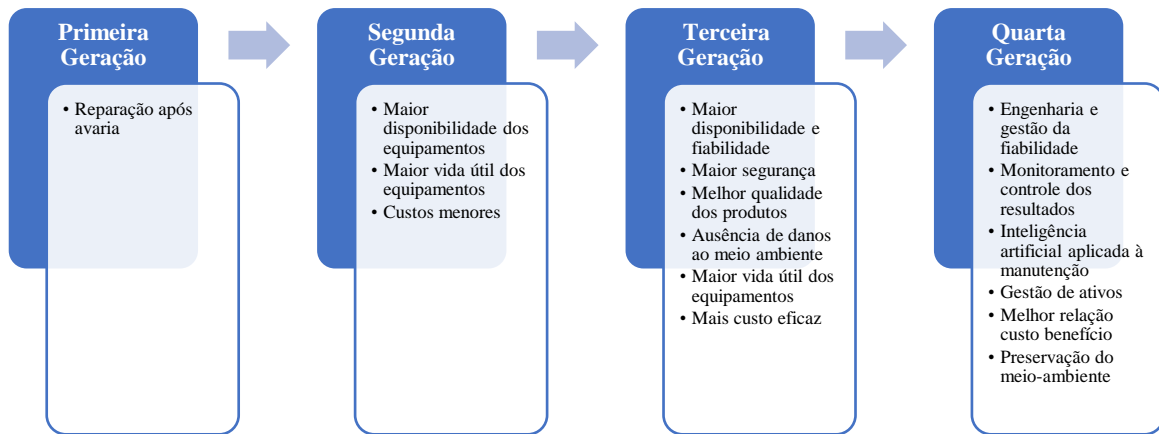 Primeira
Geração
• Reparação após
avaria
Segunda
Geração
• Maior
disponibilidade dos
equipamentos
• Maior vida útil dos
equipamentos
• Custos menores
Terceira
Geração
• Maior
disponibilidade e
fiabilidade
• Maior segurança
• Melhor qualidade
dos produtos
• Ausência de danos
ao meio ambiente
• Maior vida útil dos
equipamentos
• Mais custo eficaz
Quarta
Geração
• Engenharia e
gestão da
fiabilidade
• Monitoramento e
controle dos
resultados
• Inteligência
artificial aplicada à
manutenção
• Gestão de ativos
• Melhor relação
custo benefício
• Preservação do
meio-ambiente